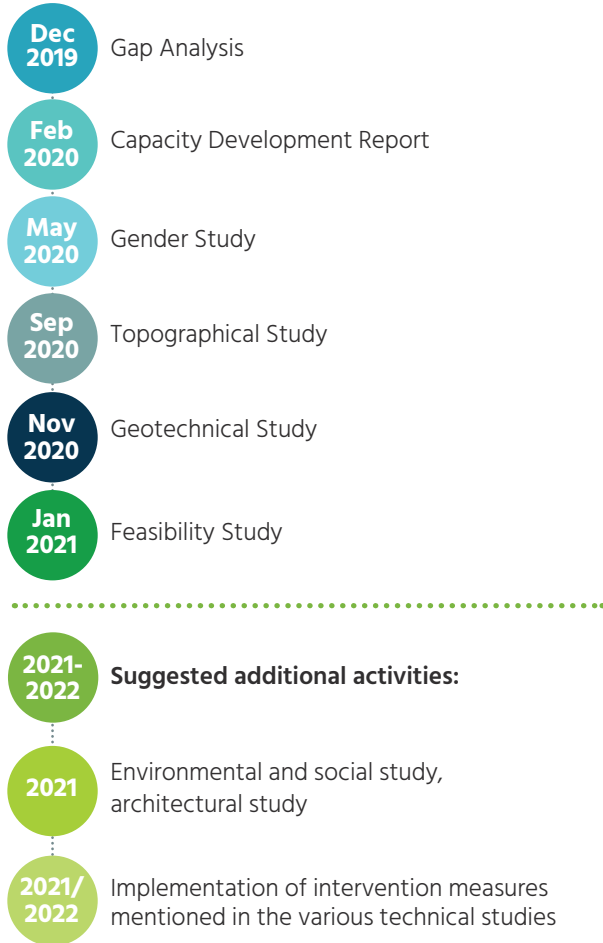 Dec
2019
Gap Analysis
Feb
2020
Capacity Development Report
May
2020
Gender Study
Sep
2020
Topographical Study
Nov
2020
Geotechnical Study
Jan
2021
Feasibility Study
2021-
2022
Suggested additional activities:
2021
Environmental and social study,
architectural study
2021/
2022
Implementation of intervention measures
mentioned in the various technical studies